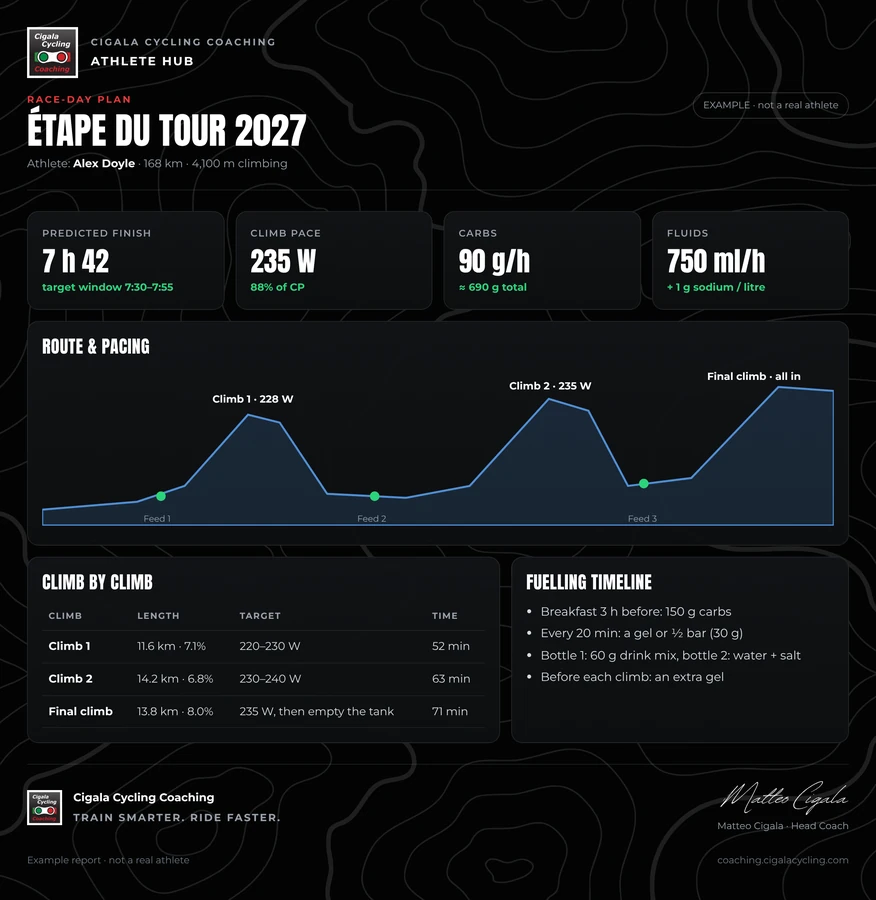 Cigala
Cycling
Coaching
CIGALA CYCLING COACHING
ATHLETE HUB
RACE-DAY PLAN
ÉTAPE DU TOUR 2027
Athlete: Alex Doyle · 168 km · 4,100 m climbing
EXAMPLE · not a real athlete
PREDICTED FINISH
7 h 42
target window 7:30–7:55
CLIMB PACE
235 W
88% of CP
CARBS
90 g/h
≈ 690 g total
FLUIDS
750 ml/h
+ 1 g sodium / litre
ROUTE & PACING
Climb 1 · 228 W
Climb 2 · 235 W
Final climb · all in
Feed 1
Feed 2
Feed 3
CLIMB BY CLIMB
CLIMB LENGTH TARGET TIME
Climb 1 11.6 km · 7.1% 220–230 W 52 min
Climb 2 14.2 km · 6.8% 230–240 W 63 min
Final climb 13.8 km · 8.0% 235 W, then empty the tank 71 min
FUELLING TIMELINE
• Breakfast 3 h before: 150 g carbs
• Every 20 min: a gel or ½ bar (30 g)
• Bottle 1: 60 g drink mix, bottle 2: water + salt
• Before each climb: an extra gel
Cigala
Cycling
Coaching
Cigala Cycling Coaching
TRAIN SMARTER. RIDE FASTER.
Matteo Cigala
Matteo Cigala · Head Coach
Example report · not a real athlete
coaching.cigalacycling.com